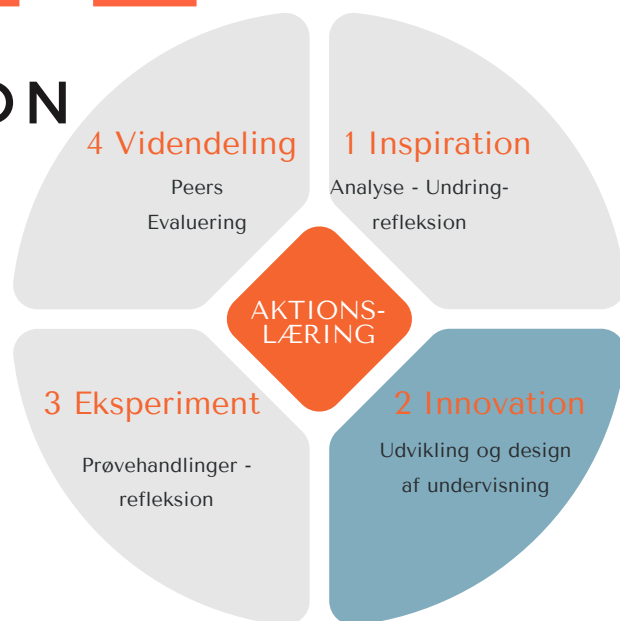 ON
4 Videndeling
Peers
Evaluering
1 Inspiration
Analyse - Undring-
refleksion
AKTIONS-
LÆRING
3 Eksperiment
Prøvehandlinger -
refleksion
2 Innovation
Udvikling og design
af undervisning